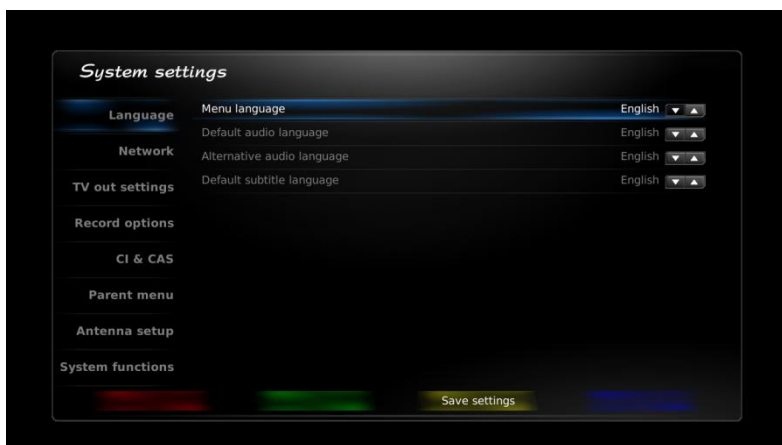 System settings
Language
Menu language English
Default audio language English
Network
Alternative audio language English
TV out settings
Default subtitle language English
Record options
CI & CAS
Parent menu
Antenna setup
System functions
Save settings